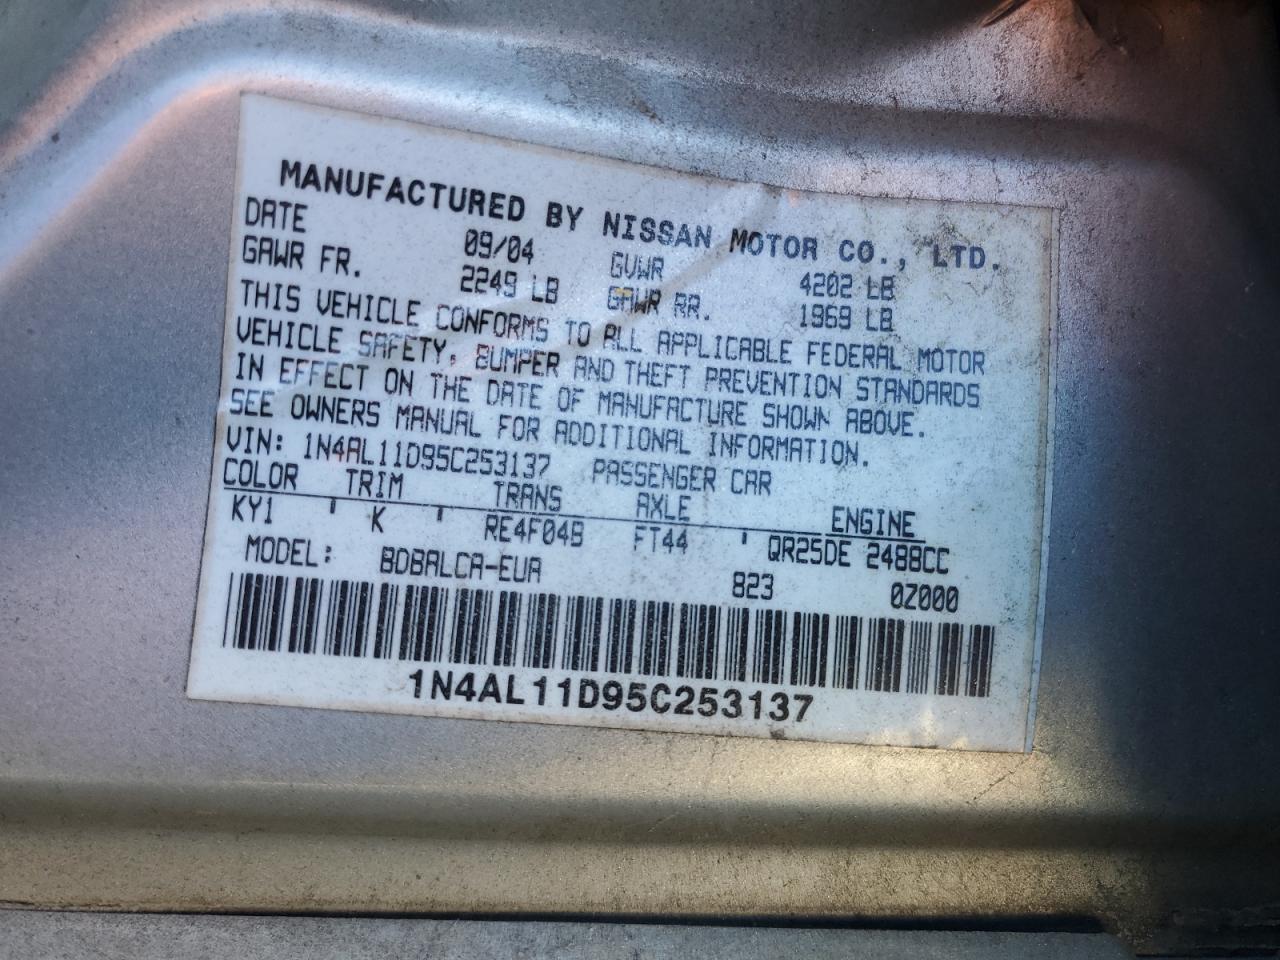 MANUFACTURED BY NISSAN MOTOR CO., LTD.
DATE 09/04 GVWR 4202 LB
GAWR FR. 2249 LB GAWR RR. 1969 LB
THIS VEHICLE CONFORMS TO ALL APPLICABLE FEDERAL MOTOR
VEHICLE SAFETY, BUMPER AND THEFT PREVENTION STANDARDS
IN EFFECT ON THE DATE OF MANUFACTURE SHOWN ABOVE.
SEE OWNERS MANUAL FOR ADDITIONAL INFORMATION.
VIN: 1N4AL11D95C253137 PASSENGER CAR
COLOR TRIM TRANS AXLE ENGINE
KY1 K RE4F04B FT44 QR25DE 2488CC
MODEL: BDBALCA-EUA 823 0Z000
1N4AL11D95C253137